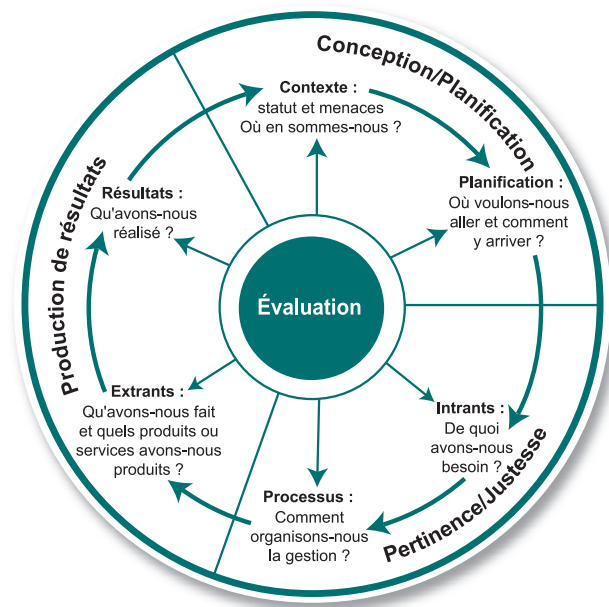 Conception/Planification
Contexte :
statut et menaces
Où en sommes-nous ?
Planification :
Où voulons-nous
aller et comment
y arriver ?
Pertinence/Justesse
Intrants :
De quoi
avons-nous
besoin ?
Processus :
Comment
organisons-nous
la gestion ?
Production de résultats
Extrants :
Qu'avons-nous fait
et quels produits ou
services avons-nous
produits ?
Résultats :
Qu'avons-nous
réalisé ?
Évaluation